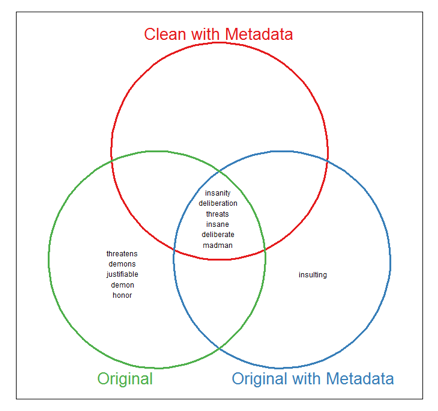 Clean with Metadata
insanity
deliberation
threats
insane
deliberate
madman
threatens
demons
justifiable
demon
honor
insulting
Original
Original with Metadata